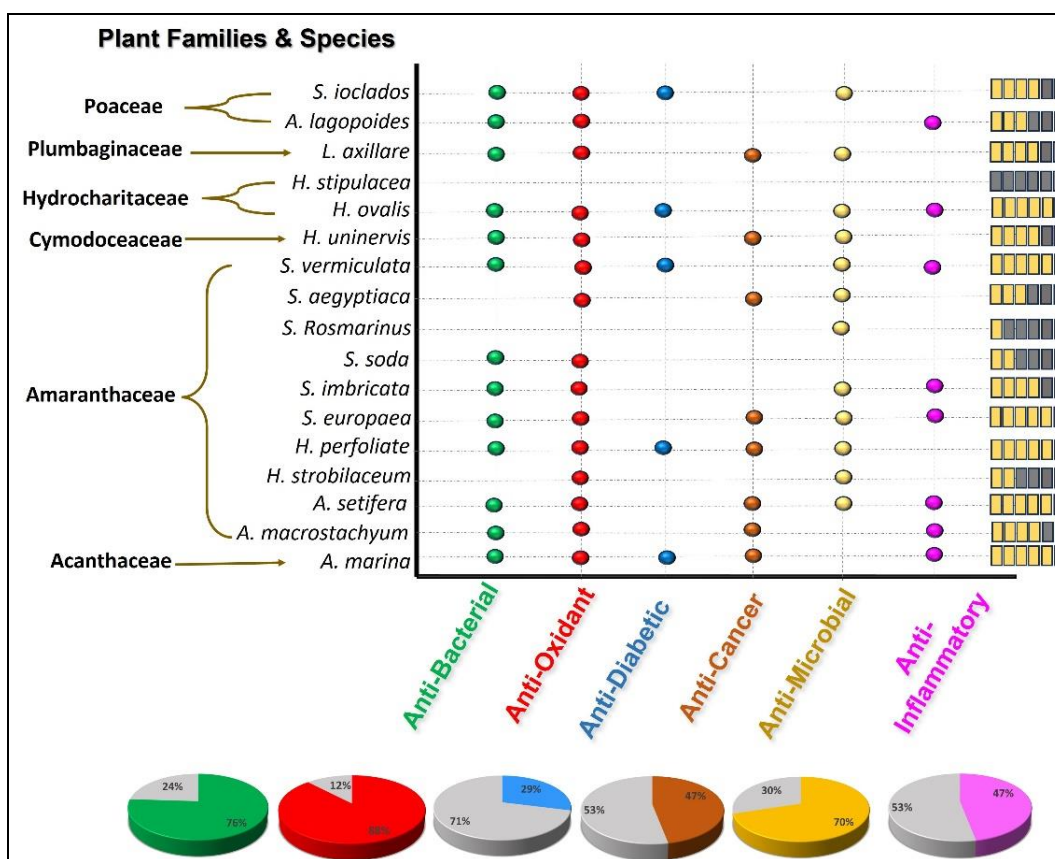 Plant Families & Species
Poaceae
S. ioclados
A. lagopoides
Plumbaginaceae
L. axillare
Hydrocharitaceae
H. stipulacea
H. ovalis
Cymodoceaceae
H. uninervis
Amaranthaceae
S. vermiculata
S. aegyptiaca
S. Rosmarinus
S. soda
S. imbricata
S. europaea
H. perfoliate
H. strobilaceum
A. setifera
A. macrostachyum
Acanthaceae
A. marina
Anti-Bacterial
Anti-Oxidant
Anti-Diabetic
Anti-Cancer
Anti-Microbial
Anti-
Inflammatory
24%
76%
12%
88%
29%
71%
53%
47%
30%
70%
53%
47%